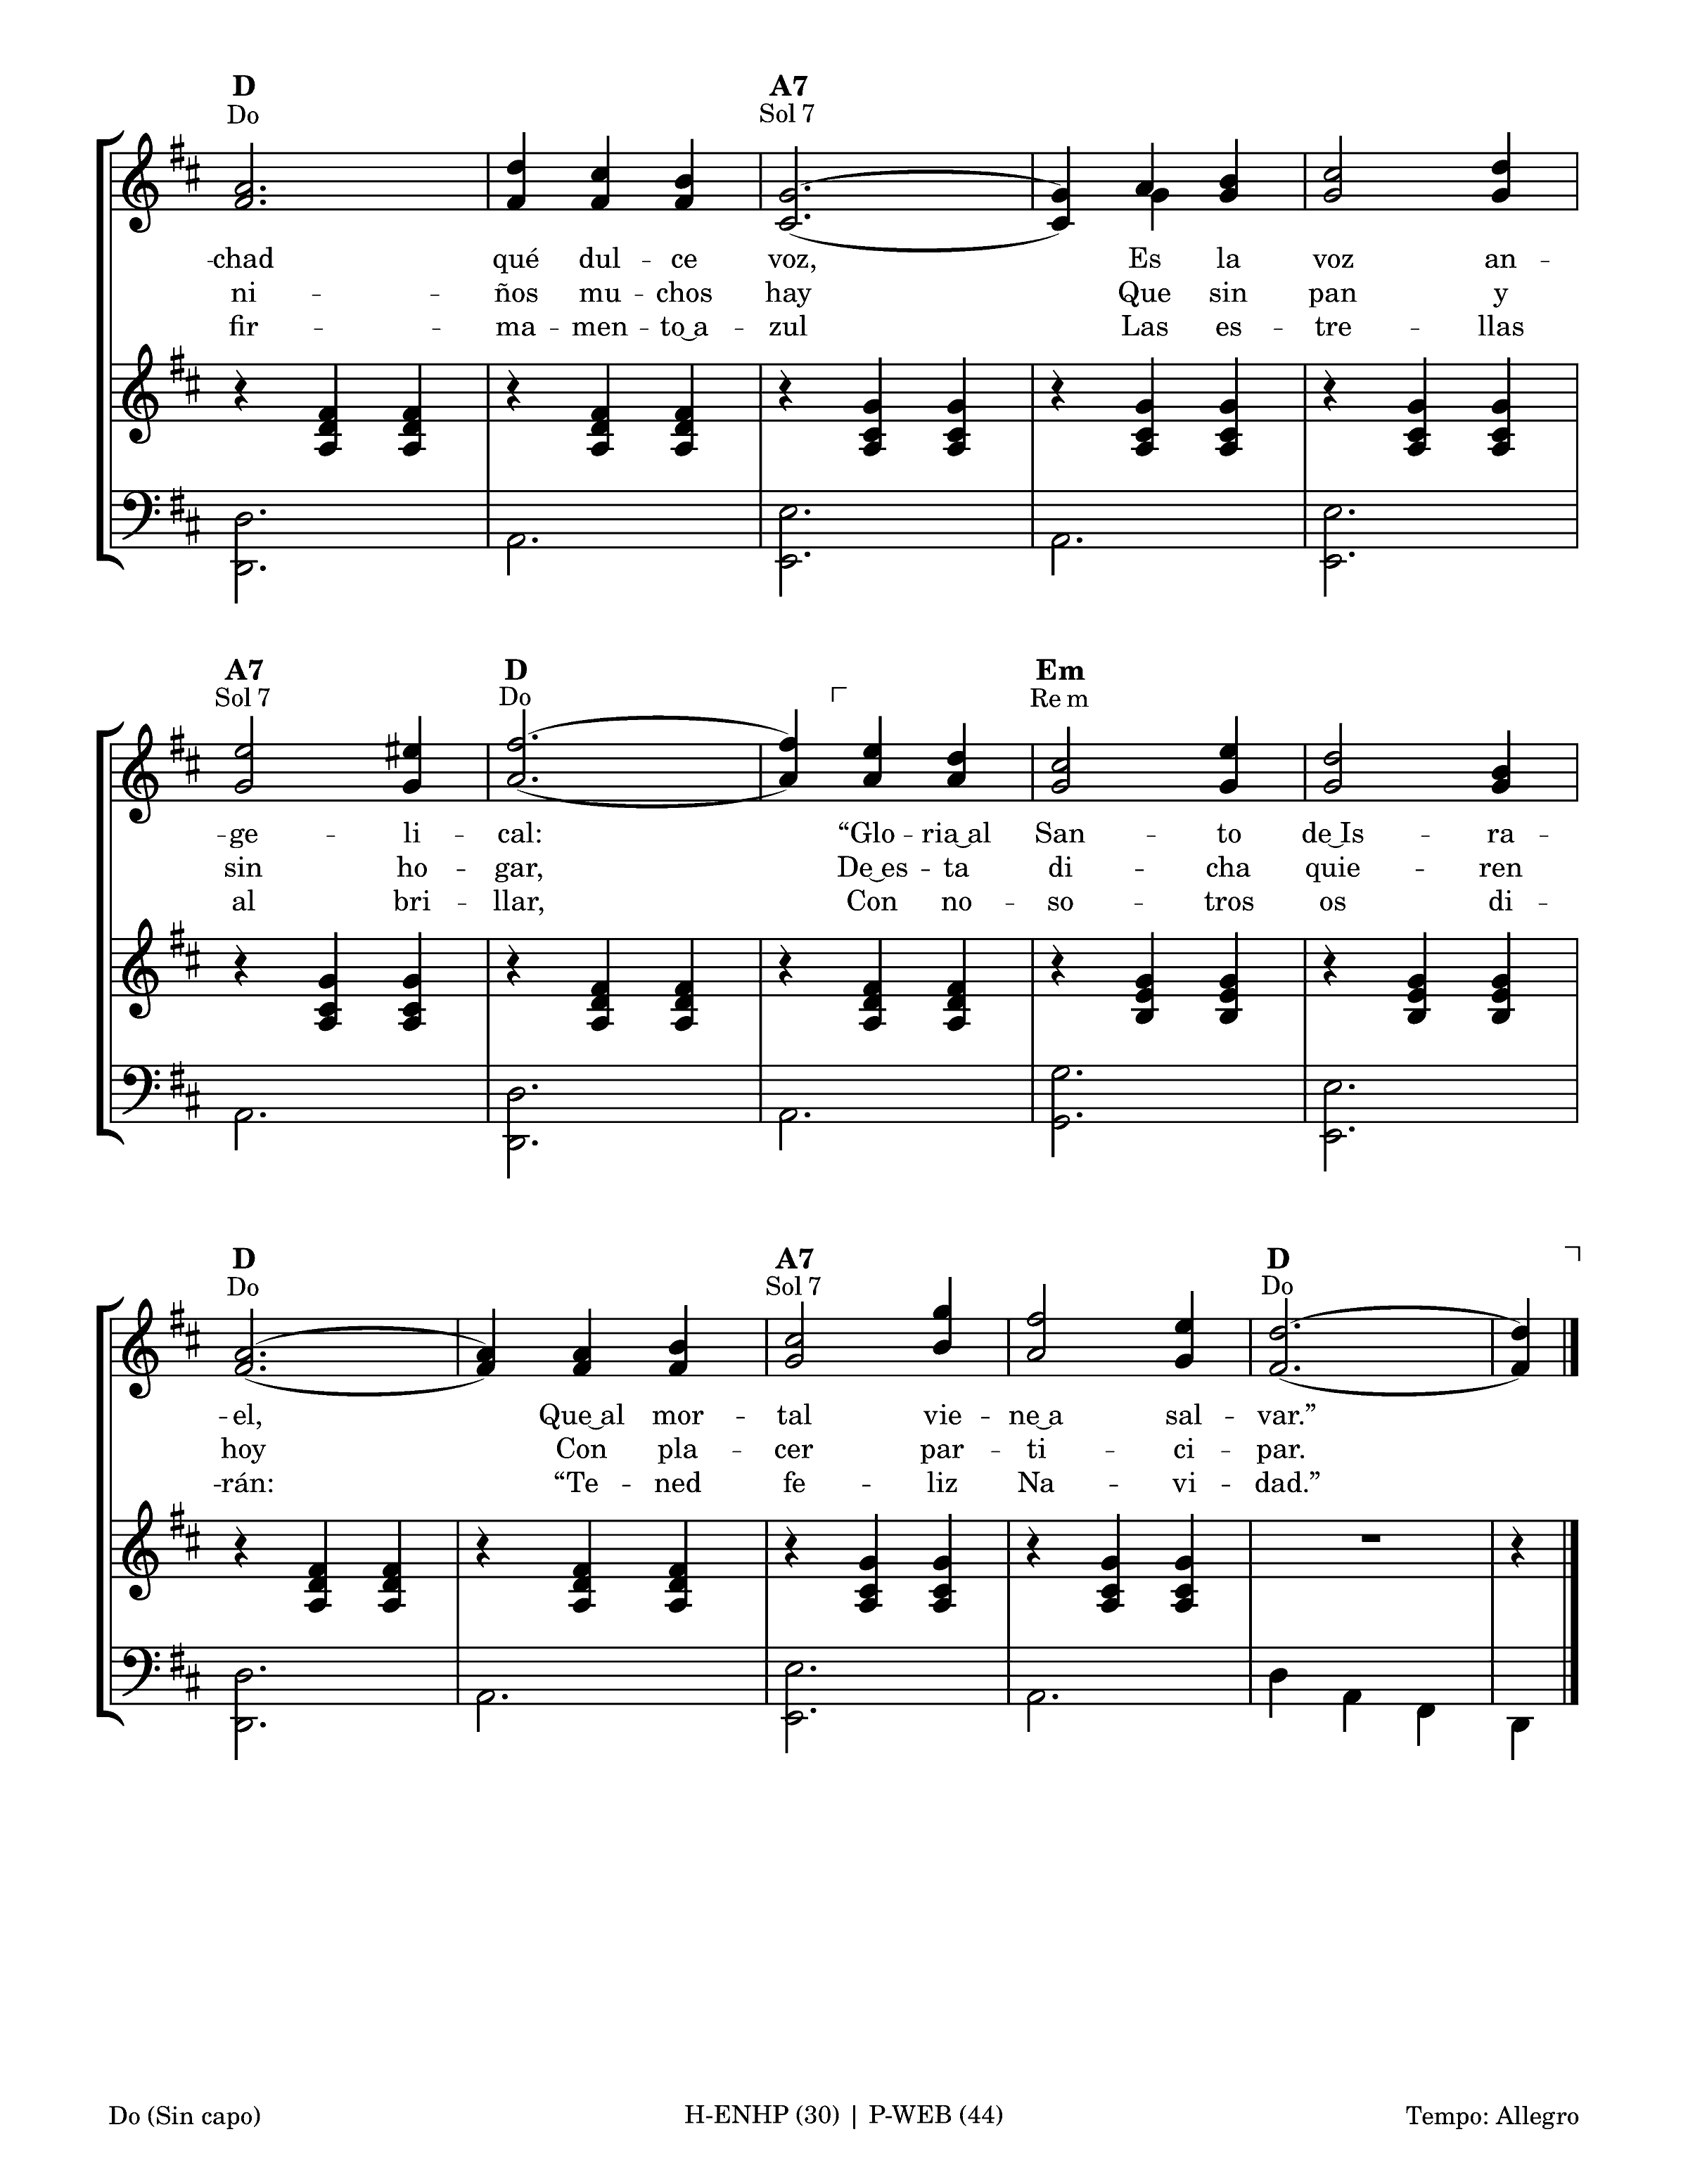 D A7
Do Sol 7
-chad qué dul - ce voz, Es la voz an -
ni - ños mu - chos hay Que sin pan y
fir - ma - men - to‿a - zul Las es - tre - llas
A7 D Em
Sol 7 Do Re m
-ge - li - cal: “Glo - ria‿al San - to de‿Is - ra -
sin ho - gar, De‿es - ta di - cha quie - ren
al bri - llar, Con no - so - tros os di -
D A7 D
Do Sol 7 Do
-el, Que‿al mor - tal vie - ne‿a sal - var.”
hoy Con pla - cer par - ti - ci - par.
-rán: “Te - ned fe - liz Na - vi - dad.”
Do (Sin capo) H-ENHP (30) | P-WEB (44) Tempo: Allegro